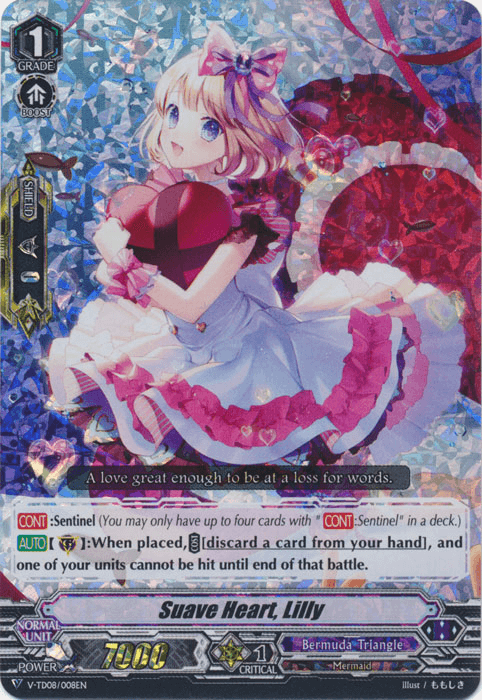 1
GRADE
BOOST
SHIELD
0
A love great enough to be at a loss for words.
CONT:Sentinel (You may only have up to four cards with "CONT:Sentinel" in a deck.)
AUTO[ ]:When placed, COST[discard a card from your hand], and
one of your units cannot be hit until end of that battle.
Suave Heart, Lilly
NORMAL
UNIT
POWER 7000
1
CRITICAL
Bermuda Triangle
Mermaid
V-TD08/008EN
illust / ももしき